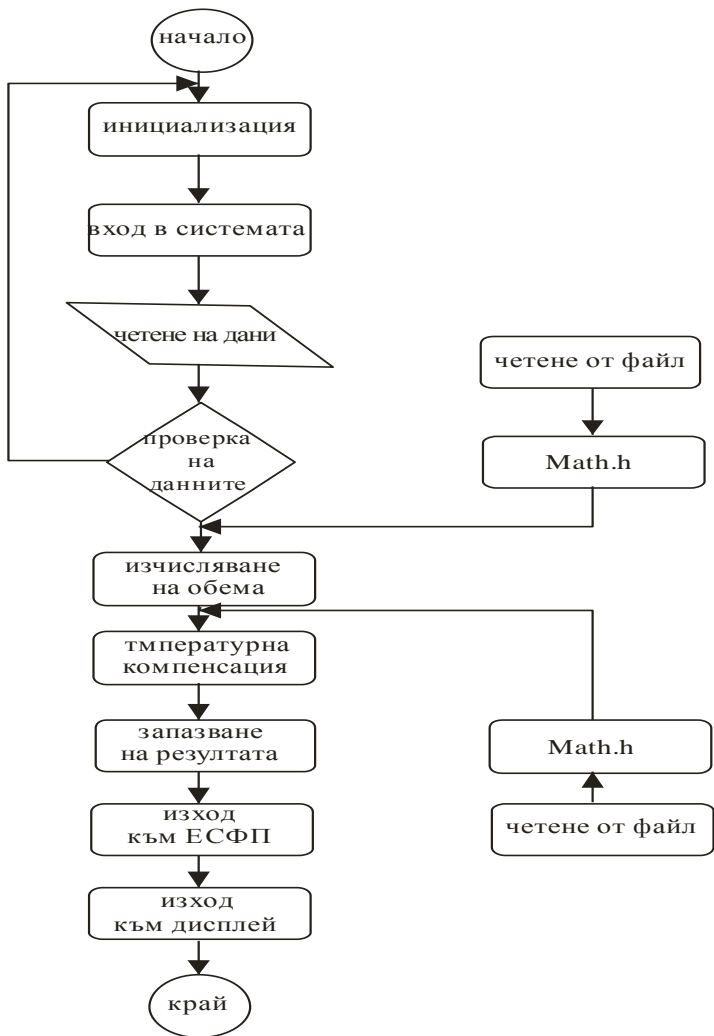 начало
инициализация
вход в системата
четене на дани
проверка
на
данните
четене от файл
Math.h
изчисляване
на обема
тмпературна
компенсация
запазване
на резултата
Math.h
четене от файл
изход
към ЕСФП
изход
към дисплей
край